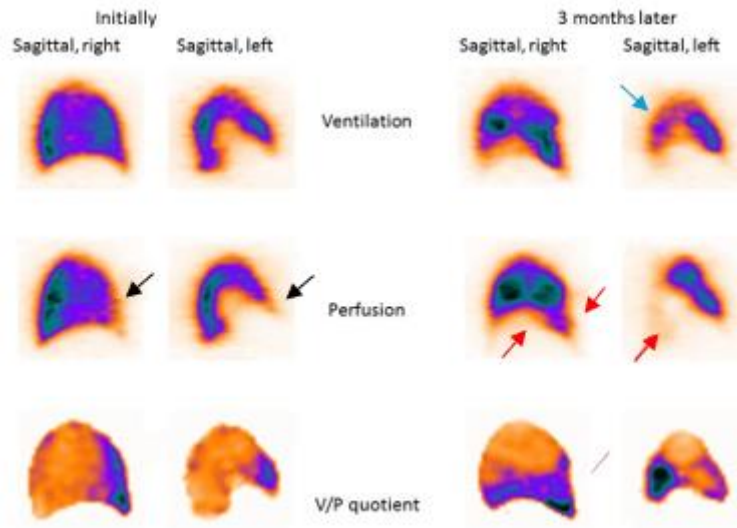 Initially 3 months later
Sagittal, right Sagittal, left Sagittal, right Sagittal, left
Ventilation
Perfusion
V/P quotient